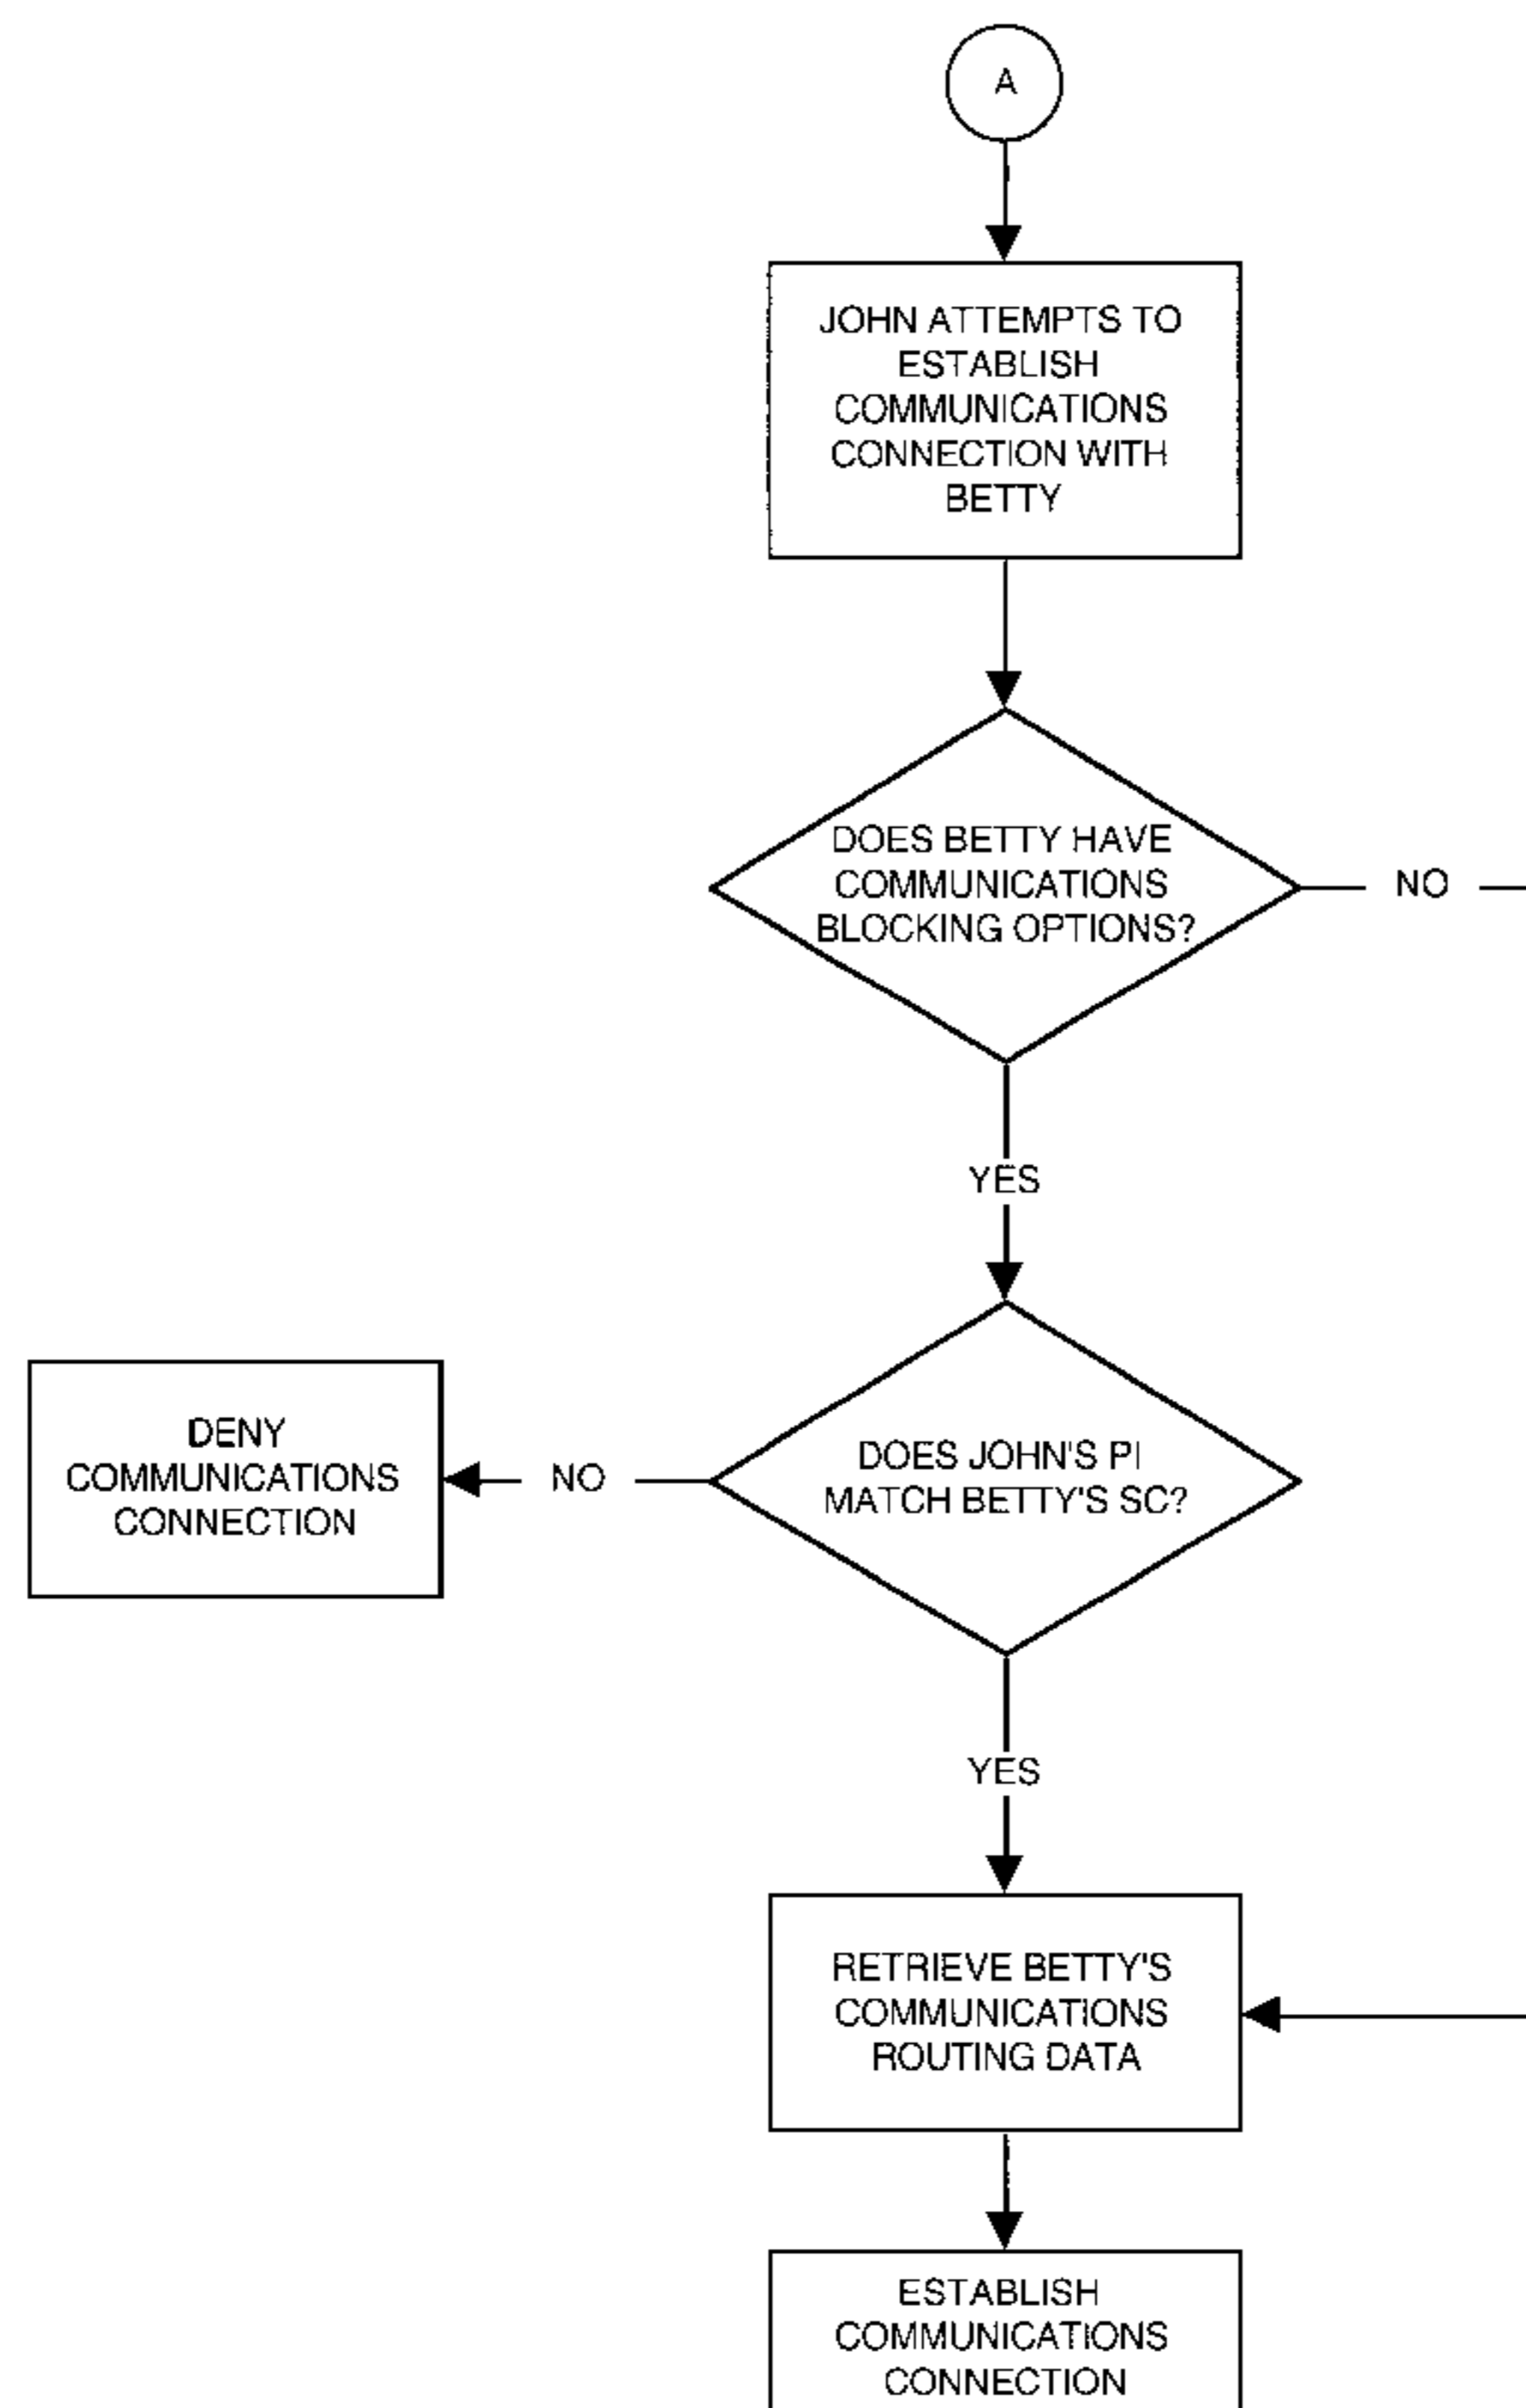 A
JOHN ATTEMPTS TO
ESTABLISH
COMMUNICATIONS
CONNECTION WITH
BETTY
DOES BETTY HAVE
COMMUNICATIONS
BLOCKING OPTIONS?
NO
YES
DOES JOHN'S PI
MATCH BETTY'S SC?
NO
DENY
COMMUNICATIONS
CONNECTION
YES
RETRIEVE BETTY'S
COMMUNICATIONS
ROUTING DATA
ESTABLISH
COMMUNICATIONS
CONNECTION